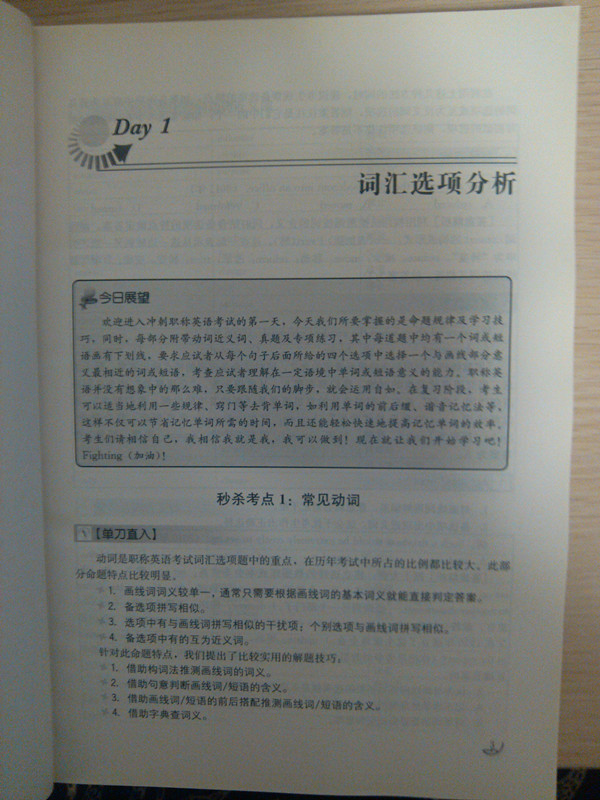 Day 1
词汇选项分析
今日展望
欢迎进入冲刺职称英语考试的第一天，今天我们所要掌握的是命题规律及学习技
巧，同时，每部分附带动词近义词、真题及专项练习，其中每道题中均有一个词或短
语画有下划线，要求应试者从每个句子后面所给的四个选项中选择一个与画线部分意
义最相近的词或短语，考查应试者理解在一定语境中单词或短语意义的能力。职称英
语并没有想象中的那么难，只要跟随我们的脚步，就会运用自如。在复习阶段，考生
可以适当地利用一些规律、窍门等去背单词，如利用单词的前后缀、谐音记忆法等，
这样不仅可以节省记忆单词所需的时间，而且还能轻松快速地提高记忆单词的效率。
考生们请相信自己，我相信我就是我，我可以做到！现在就让我们开始学习吧！
Fighting（加油）！
秒杀考点 1：常见动词
【单刀直入】
动词是职称英语考试词汇选项题中的重点，在历年考试中所占的比例都比较大。此部
分命题特点比较明显。
1. 画线词词义较单一，通常只需要根据画线词的基本词义就能直接判定答案。
2. 备选项拼写相似。
3. 选项中有与画线词拼写相似的干扰项；个别选项与画线词拼写相似。
4. 备选项中有的互为近义词。
针对此命题特点，我们提出了比较实用的解题技巧：
1. 借助构词法推测画线词的词义。
2. 借助句意判断画线词/短语的含义。
3. 借助画线词/短语的前后搭配推测画线词/短语的含义。
4. 借助字典查词义。
3